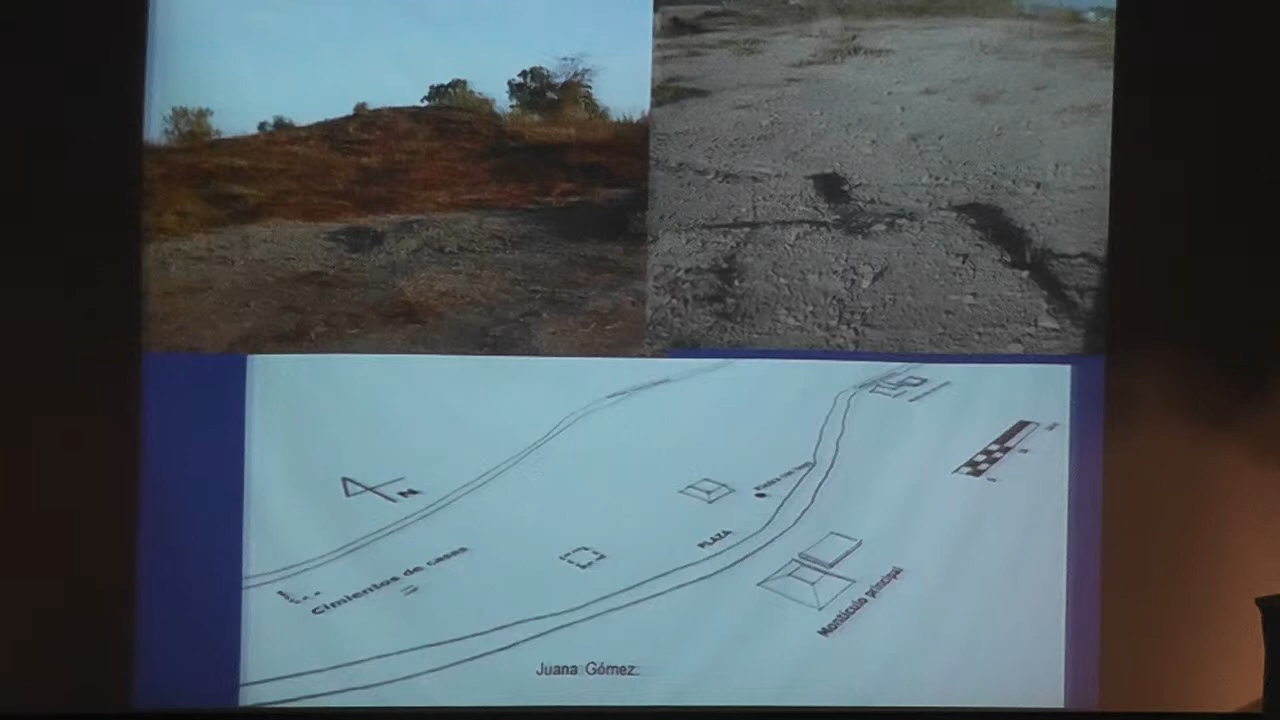 N
PLAZA
Cimientos de casas
Montículo principal
Juana Gómez.